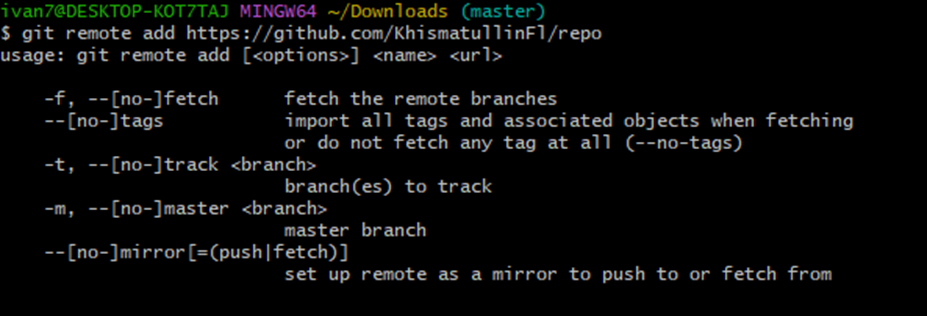 ivan7@DESKTOP-KOT7TAJ MINGW64 ~/Downloads (master)
$ git remote add https://github.com/KhismatullinFl/repo
usage: git remote add [<options>] <name> <url>
-f, --[no-]fetch fetch the remote branches
--[no-]tags import all tags and associated objects when fetching
or do not fetch any tag at all (--no-tags)
-t, --[no-]track <branch>
branch(es) to track
-m, --[no-]master <branch>
master branch
--[no-]mirror[=(push|fetch)]
set up remote as a mirror to push to or fetch from